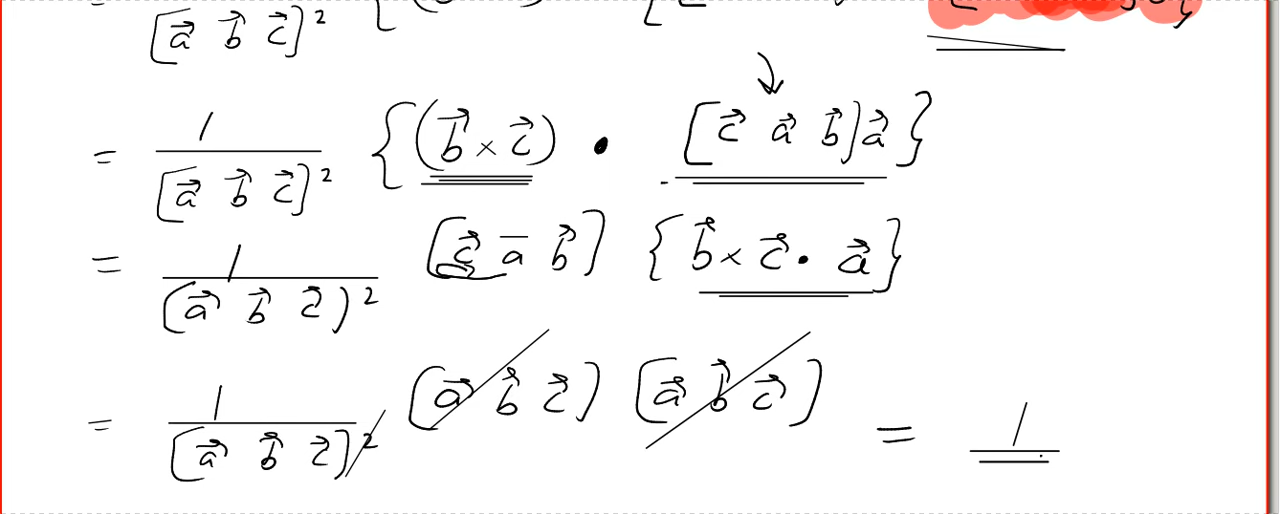 [a⃗ b⃗ c⃗]²
= 1/[a⃗ b⃗ c⃗]² {(b⃗ × c⃗) • [c⃗ a⃗ b⃗]a⃗}
= 1/[a⃗ b⃗ c⃗]² [c⃗ a̅ b⃗] {b⃗ × c⃗ • a⃗}
= 1/[a⃗ b⃗ c⃗]² [a⃗ b⃗ c⃗] [a⃗ b⃗ c⃗] = 1